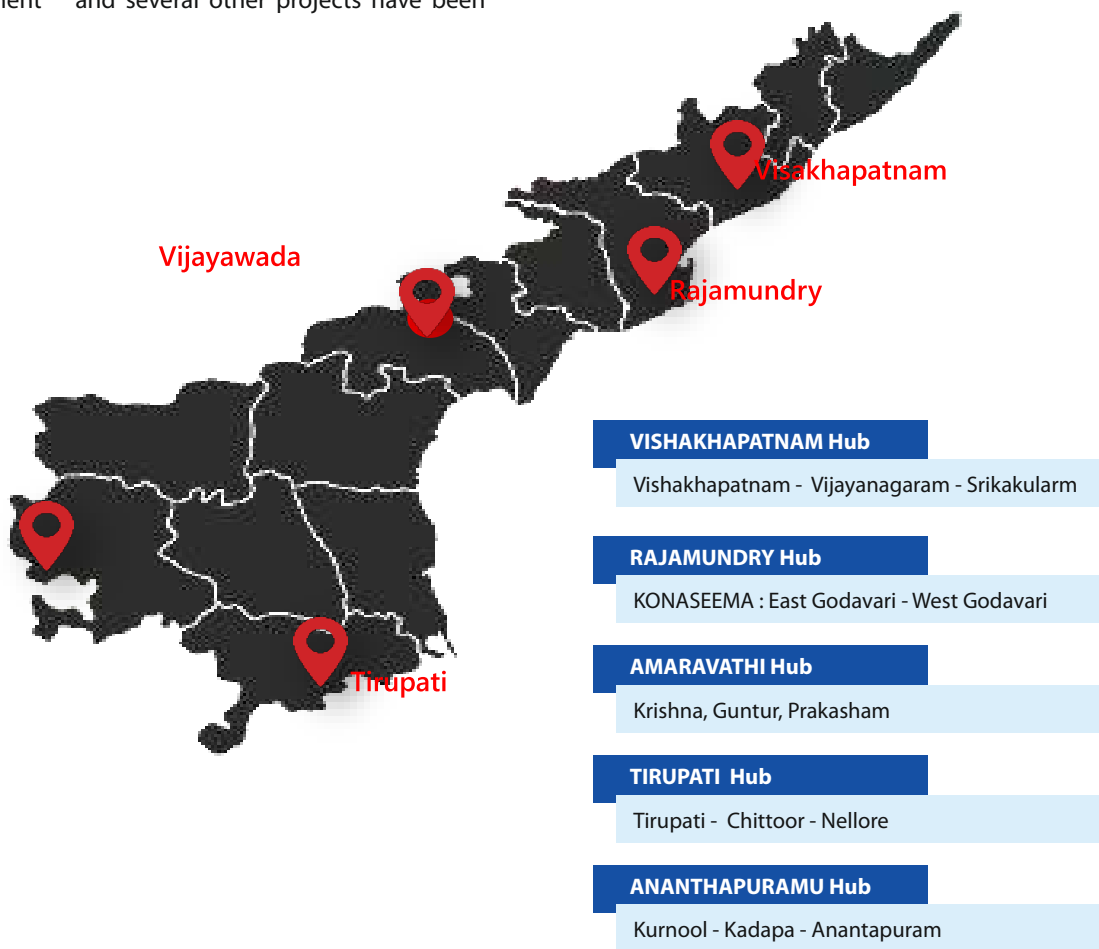 and several other projects have been
Visakhapatnam
Vijayawada
Rajamundry
Tirupati
VISHAKHAPATNAM Hub
Vishakhapatnam - Vijayanagaram - Srikakularm
RAJAMUNDRY Hub
KONASEEMA : East Godavari - West Godavari
AMARAVATHI Hub
Krishna, Guntur, Prakasham
TIRUPATI Hub
Tirupati - Chittoor - Nellore
ANANTHAPURAMU Hub
Kurnool - Kadapa - Anantapuram